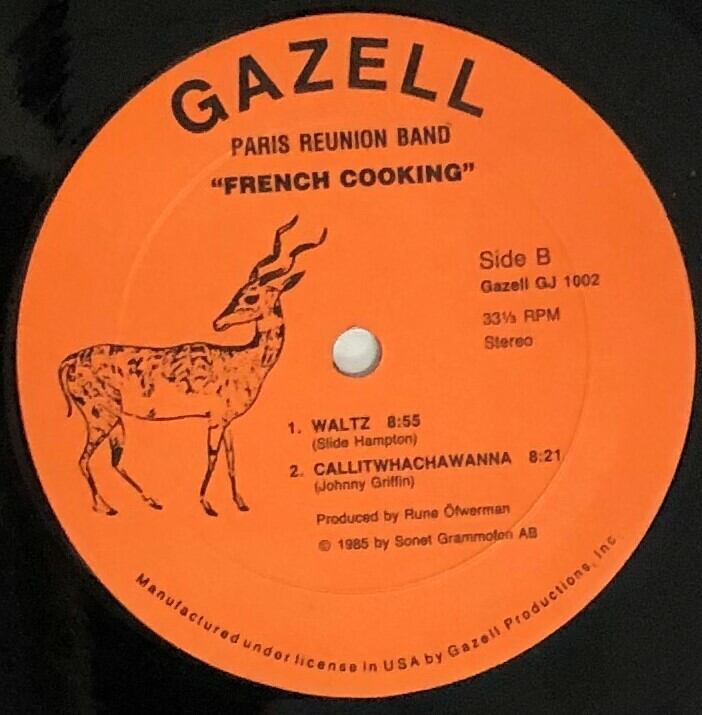 GAZELL
PARIS REUNION BAND
"FRENCH COOKING"
Side B
Gazell GJ 1002
33⅓ RPM
Stereo
1. WALTZ 8:55
(Slide Hampton)
2. CALLITWHACHAWANNA 8:21
(Johnny Griffin)
Produced by Rune Öfwerman
© 1985 by Sonet Grammofon AB
Manufactured under license in USA by Gazell Productions, Inc.